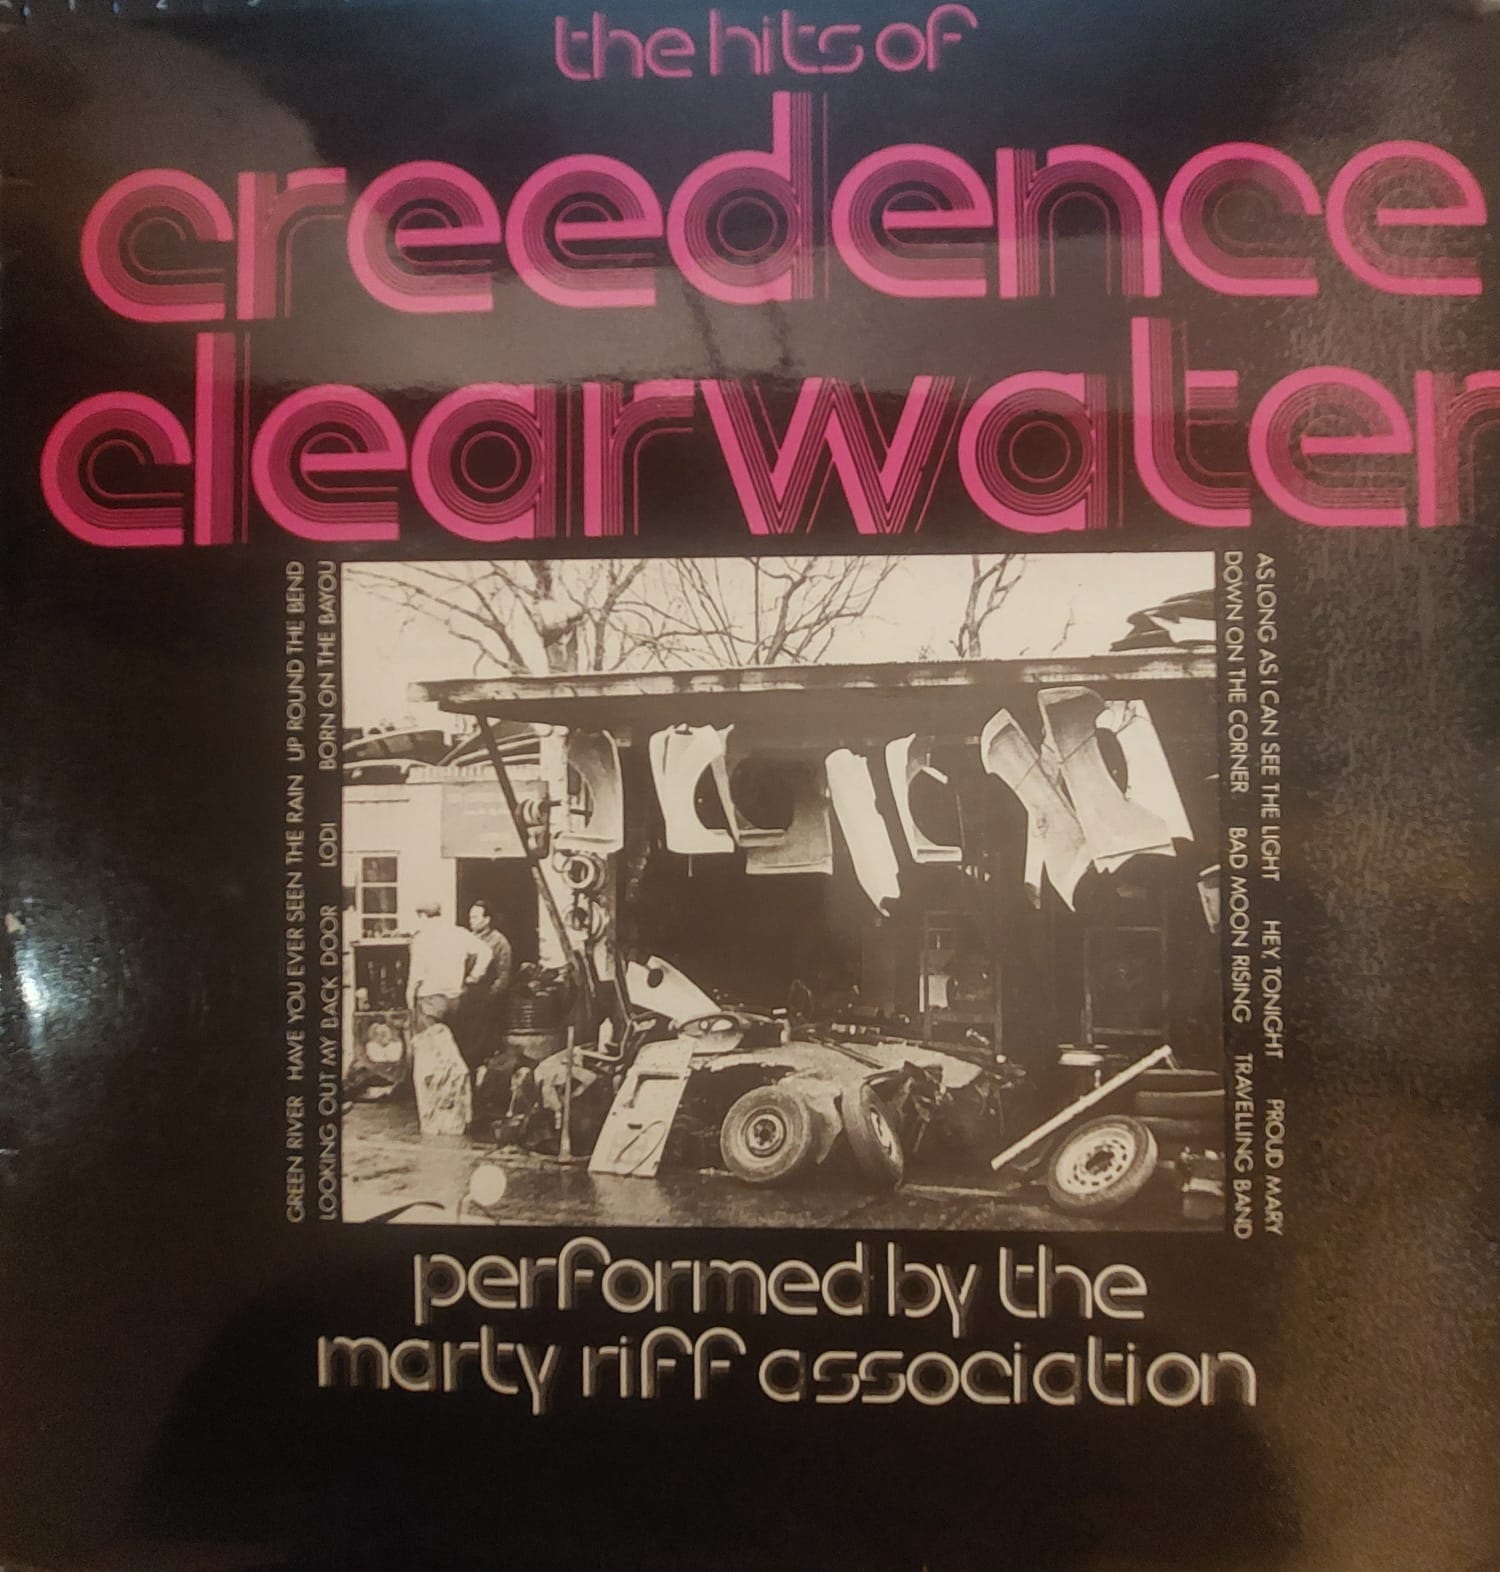 the hits of
creedence
clearwater
GREEN RIVER HAVE YOU EVER SEEN THE RAIN UP ROUND THE BEND
LOOKING OUT MY BACK DOOR LODI BORN ON THE BAYOU
AS LONG AS I CAN SEE THE LIGHT HEY, TONIGHT PROUD MARY
DOWN ON THE CORNER BAD MOON RISING TRAVELLING BAND
performed by the
marty riff association